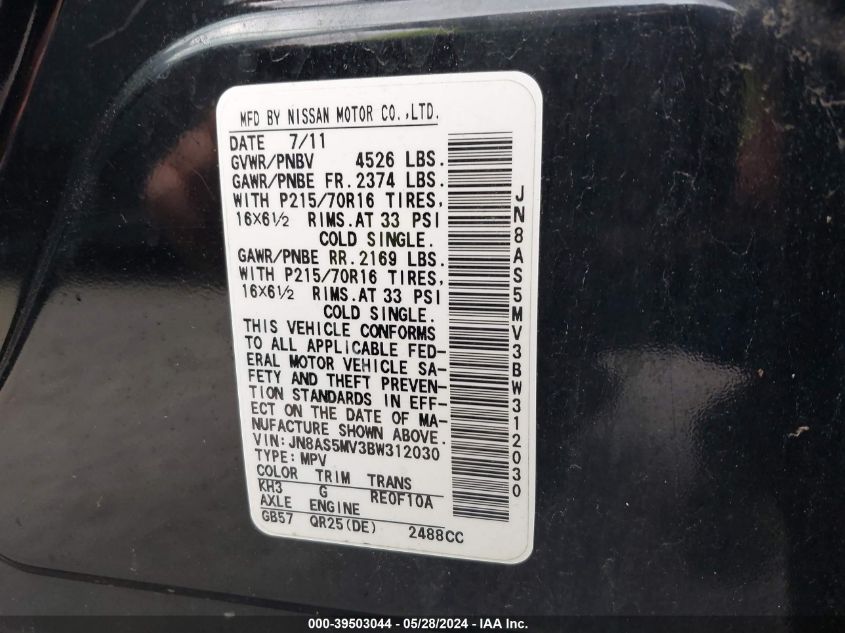 MFD BY NISSAN MOTOR CO.,LTD.
DATE 7/11
GVWR/PNBV 4526 LBS.
GAWR/PNBE FR.2374 LBS.
WITH P215/70R16 TIRES,
16X6½ RIMS.AT 33 PSI
COLD SINGLE.
GAWR/PNBE RR.2169 LBS.
WITH P215/70R16 TIRES,
16X6½ RIMS.AT 33 PSI
COLD SINGLE.
THIS VEHICLE CONFORMS
TO ALL APPLICABLE FED-
ERAL MOTOR VEHICLE SA-
FETY AND THEFT PREVEN-
TION STANDARDS IN EFF-
ECT ON THE DATE OF MA-
NUFACTURE SHOWN ABOVE.
VIN:JN8AS5MV3BW312030
TYPE:MPV
COLOR TRIM TRANS
KH3 G RE0F10A
AXLE ENGINE
GB57 QR25(DE) 2488CC
JN8AS5MV3BW312030
000-39503044 - 05/28/2024 - IAA Inc.